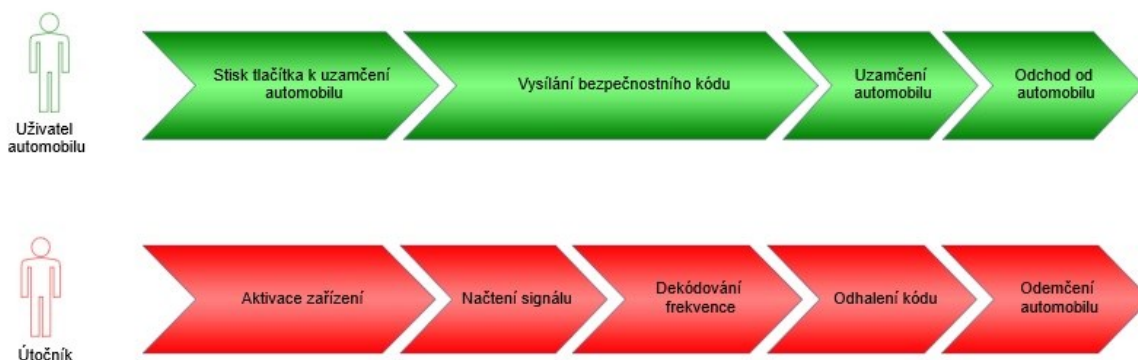 Uživatel
automobilu
Stisk tlačítka k uzamčení
automobilu
Vysílání bezpečnostního kódu
Uzamčení
automobilu
Odchod od
automobilu
Útočník
Aktivace zařízení
Načtení signálu
Dekódování
frekvence
Odhalení kódu
Odemčení
automobilu